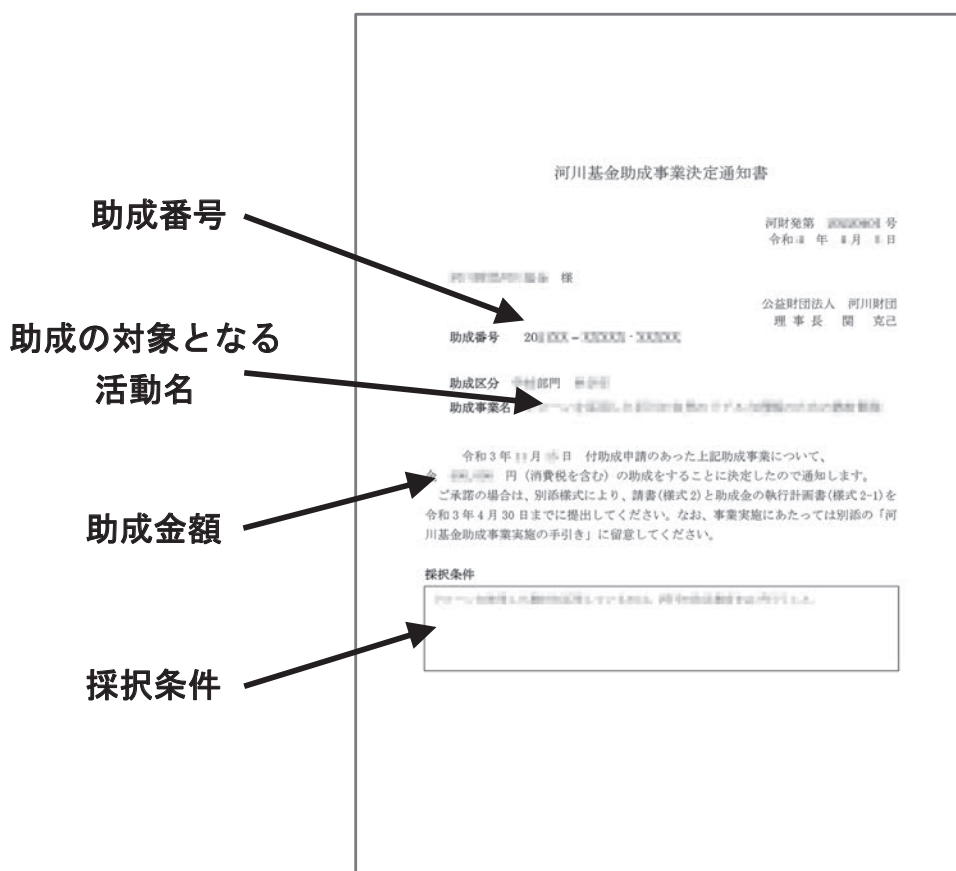 河川基金助成事業決定通知書
助成番号
河財発第 号
令和 年 月 日
様
公益財団法人 河川財団
理事長 関 克己
助成の対象となる
活動名
助成番号 20
助成区分 部門
助成事業名
令和3年11月 日 付助成申請のあった上記助成事業について、
金 円(消費税を含む)の助成をすることに決定したので通知します。
ご承諾の場合は、別添様式により、請書(様式2)と助成金の執行計画書(様式2-1)を
令和3年4月30日までに提出してください。なお、事業実施にあたっては別添の「河
川基金助成事業実施の手引き」に留意してください。
助成金額
採択条件
採択条件